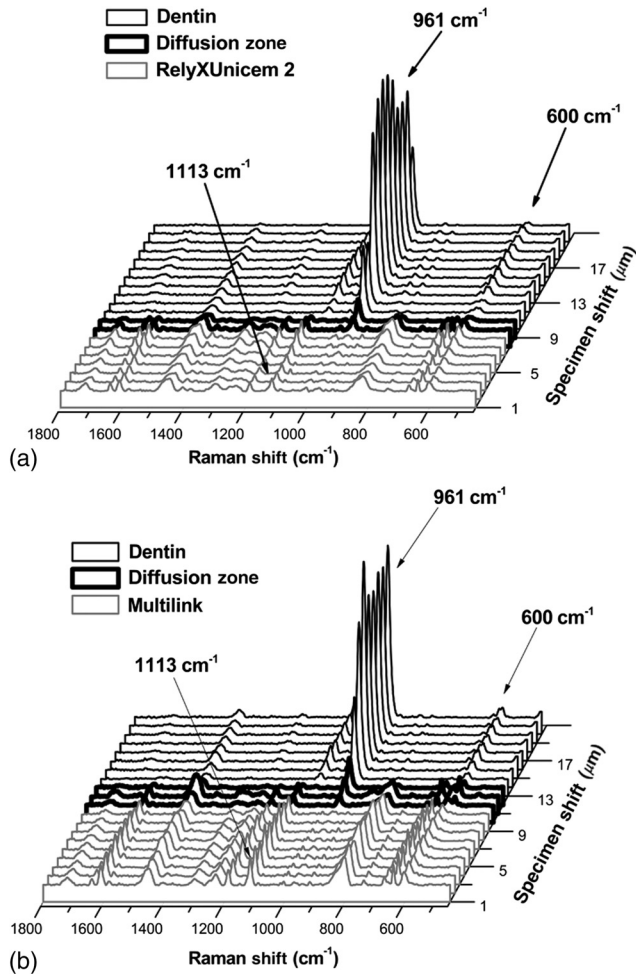 Dentin
Diffusion zone
RelyXUnicem 2
961 cm-1
600 cm-1
1113 cm-1
17
13
9
5
1
Specimen shift (μm)
1800 1600 1400 1200 1000 800 600
Raman shift (cm-1)
(a)
Dentin
Diffusion zone
Multilink
961 cm-1
600 cm-1
1113 cm-1
17
13
9
5
1
Specimen shift (μm)
1800 1600 1400 1200 1000 800 600
Raman shift (cm-1)
(b)